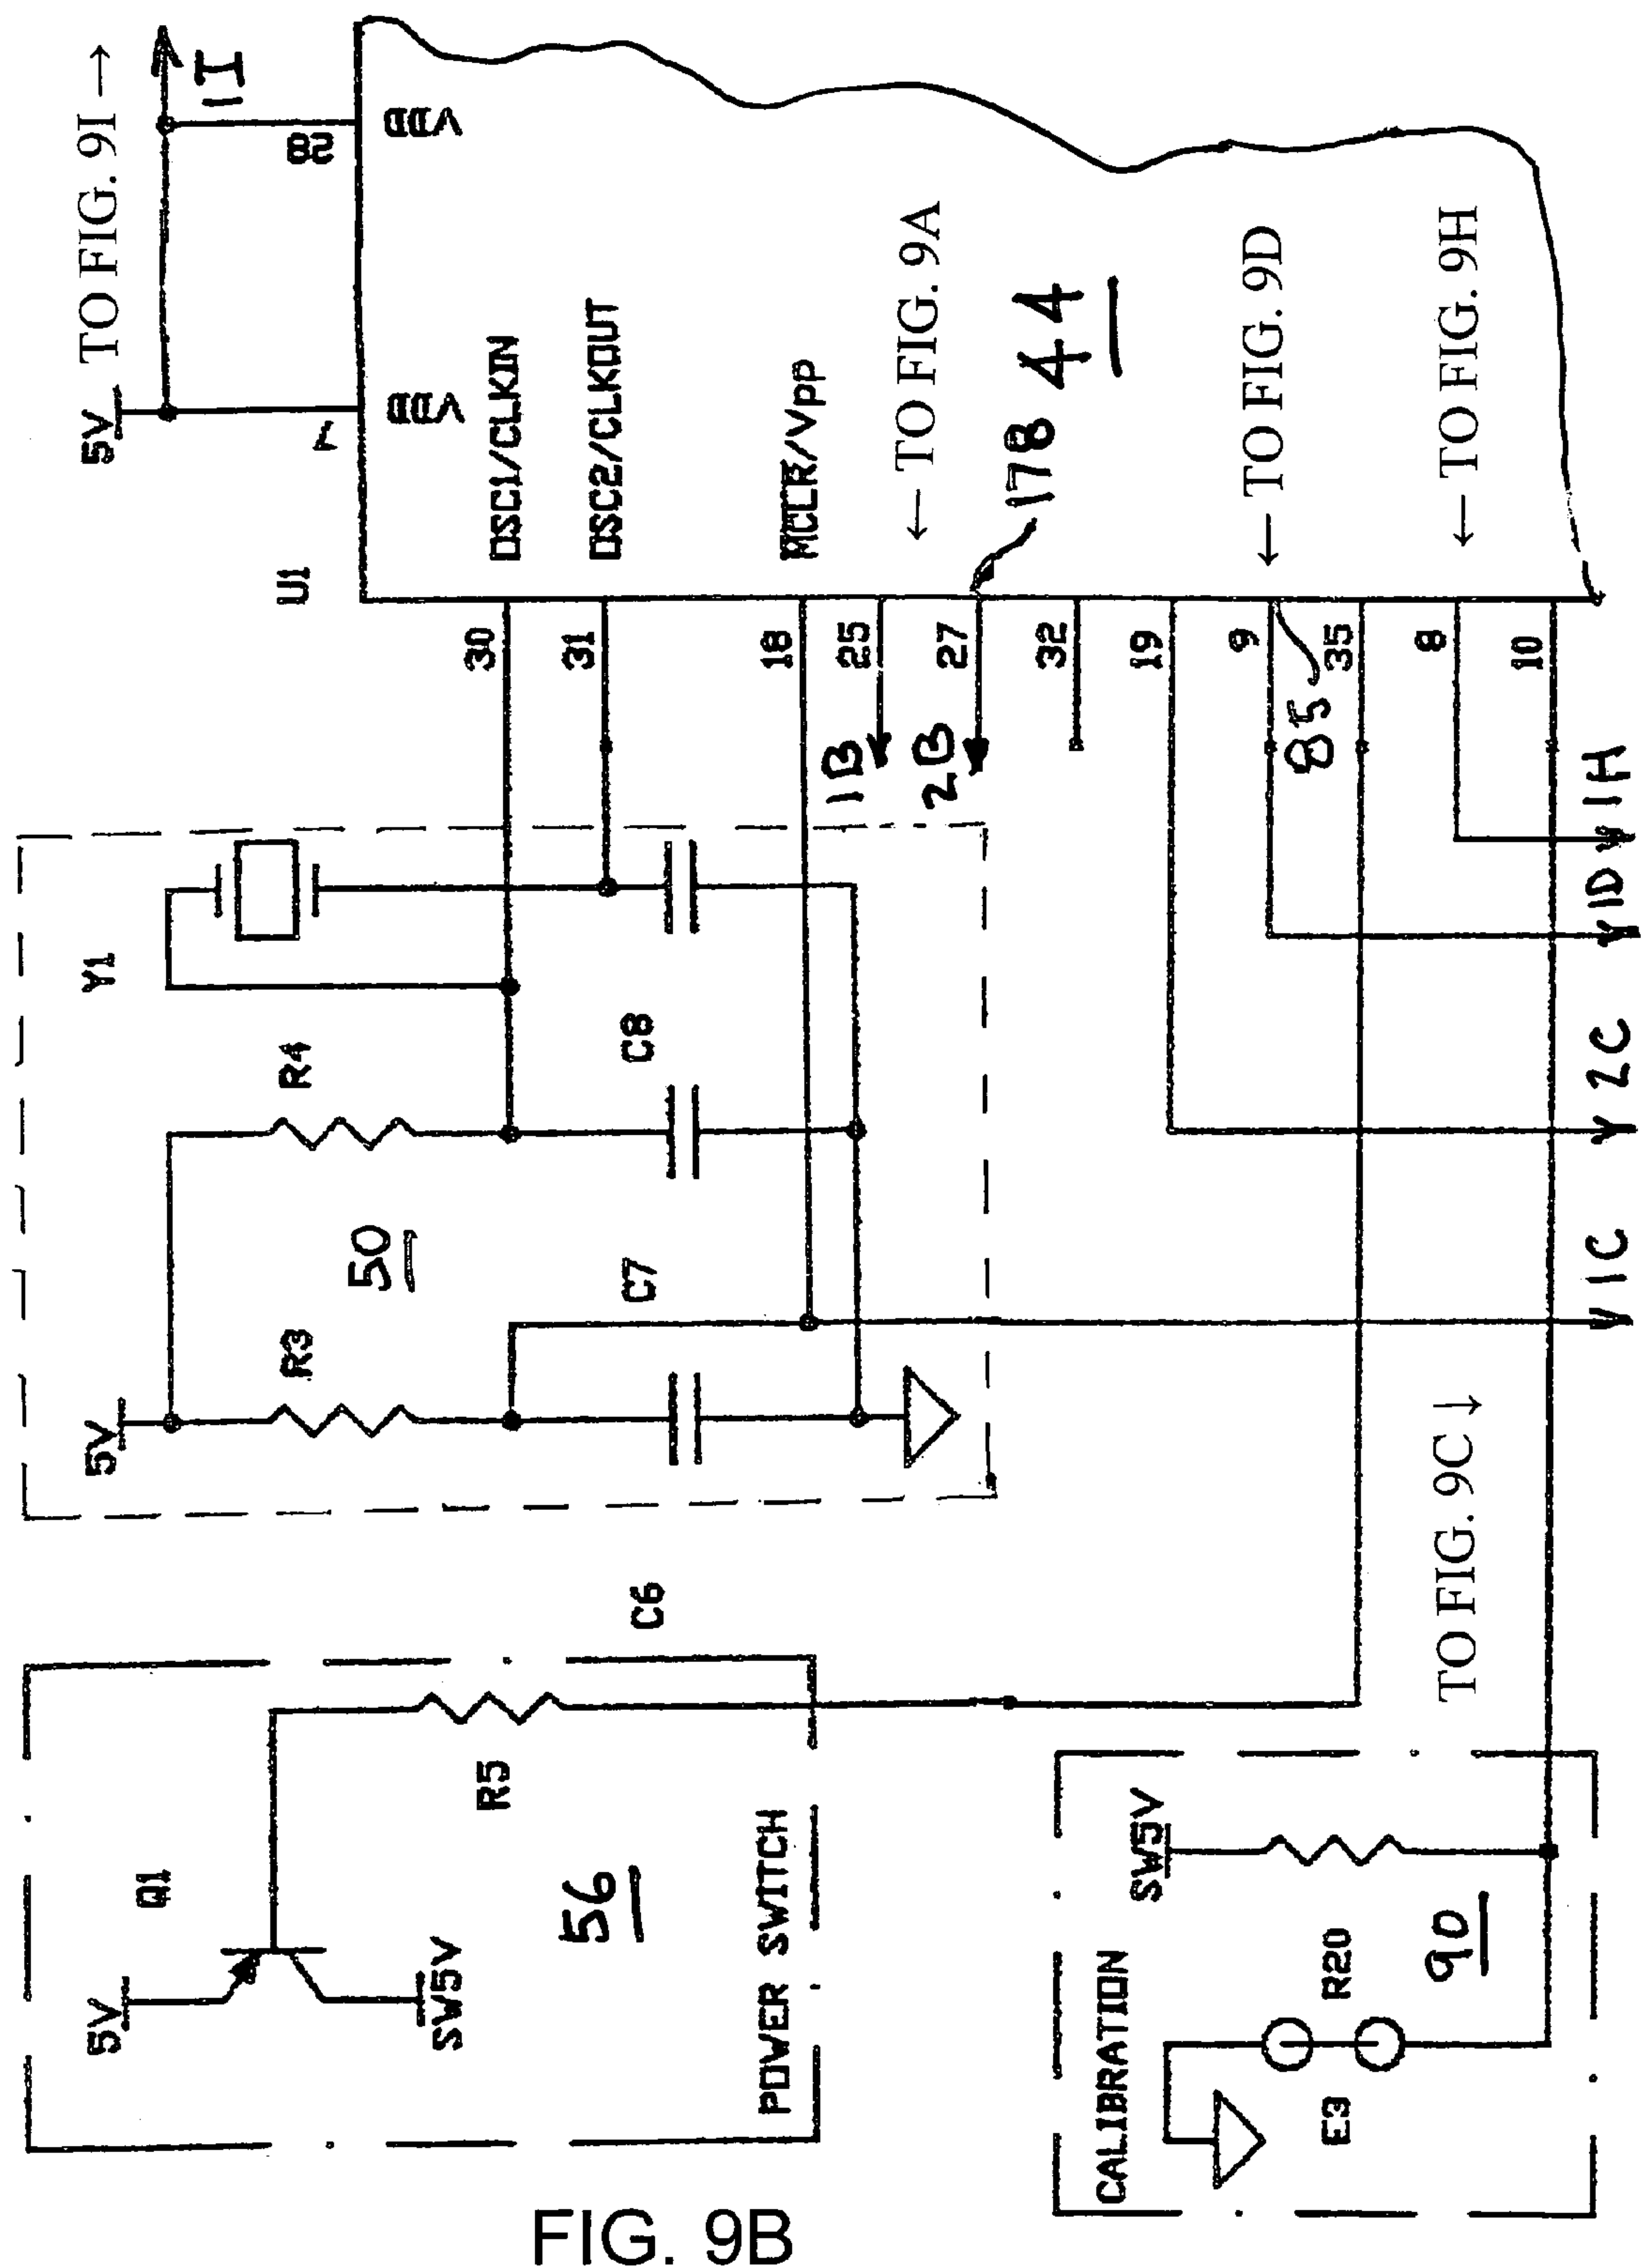 5V
TO FIG. 9I →
1I
7
28
VDD
VDD
U1
OSC1/CLKIN
OSC2/CLKOUT
MCLR/Vpp
← TO FIG. 9A
178
44
← TO FIG. 9D
← TO FIG. 9H
30
31
18
25
27
32
19
9
35
8
10
1B
2B
85
Y1
R4
R3
5V
50
C8
C7
C6
1C
2C
1D
1H
TO FIG. 9C ↓
5V
Q1
SW5V
R5
56
POWER SWITCH
CALIBRATION
SW5V
R20
E3
90
FIG. 9B